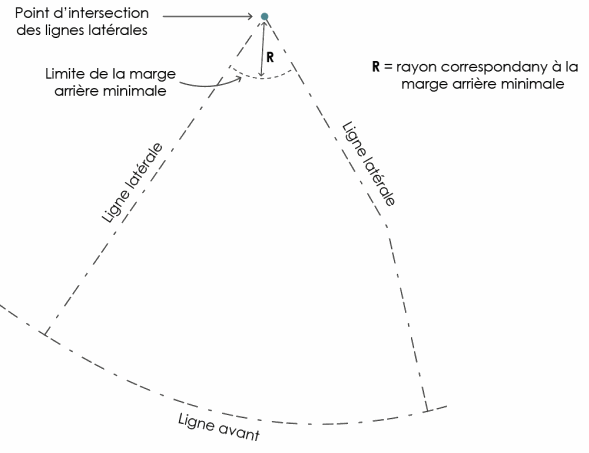 Point d’intersection
des lignes latérales
R
Limite de la marge
arrière minimale
R = rayon correspondany à la
marge arrière minimale
Ligne latérale
Ligne latérale
Ligne avant